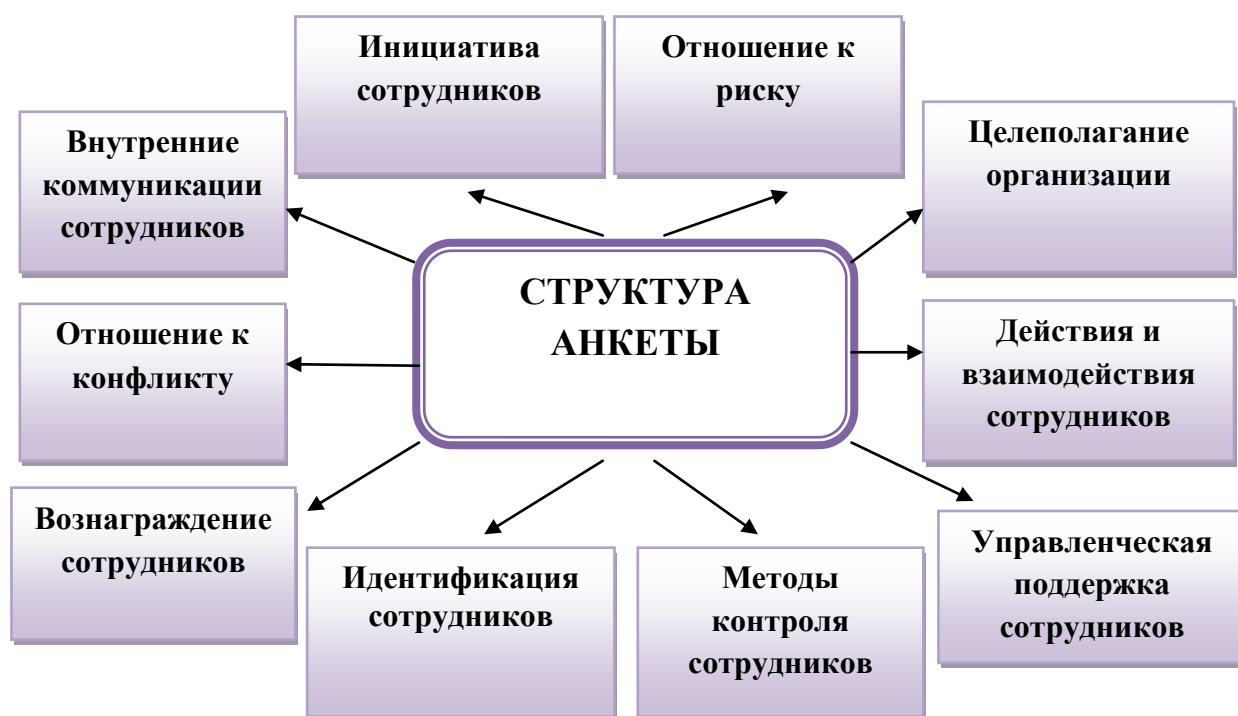 Инициатива
сотрудников
Отношение к
риску
Внутренние
коммуникации
сотрудников
Целеполагание
организации
СТРУКТУРА
АНКЕТЫ
Отношение к
конфликту
Действия и
взаимодействия
сотрудников
Вознаграждение
сотрудников
Идентификация
сотрудников
Методы
контроля
сотрудников
Управленческая
поддержка
сотрудников